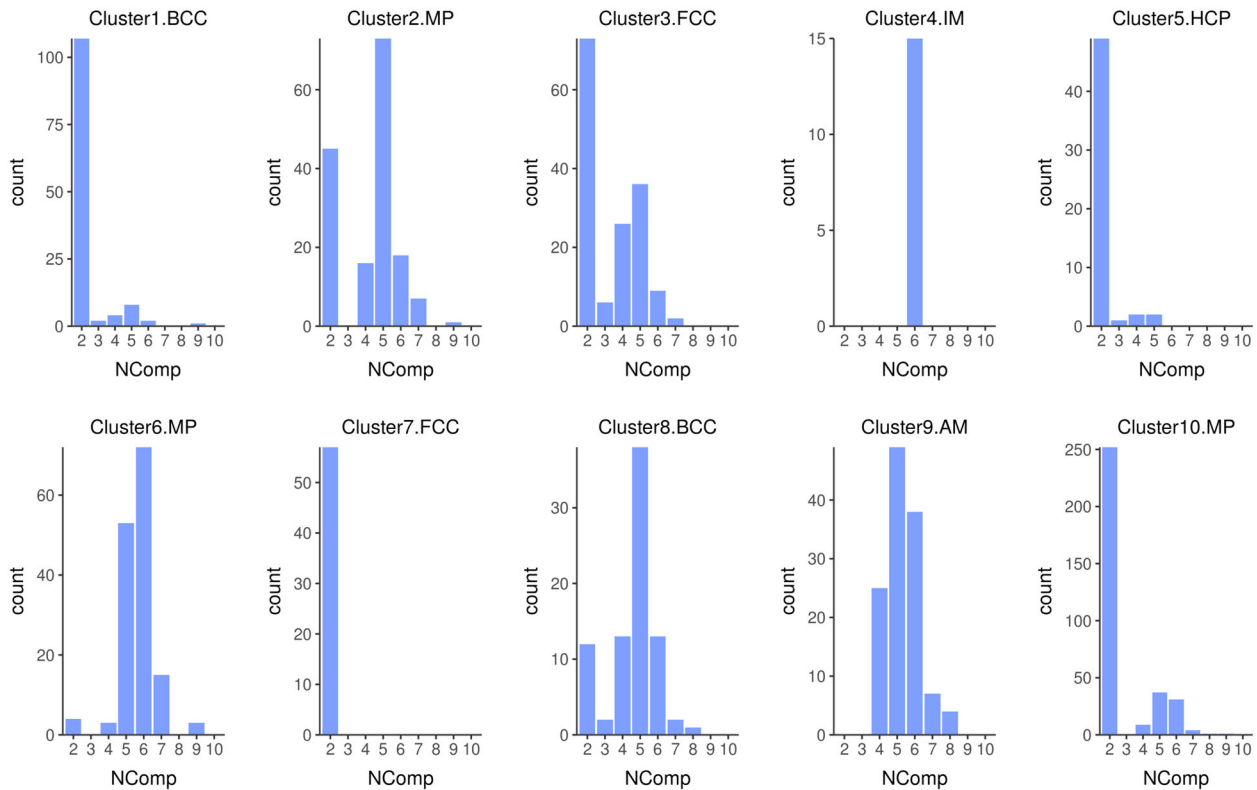 Cluster1.BCC
100
75
50
25
0
count
2 3 4 5 6 7 8 9 10
NComp
Cluster2.MP
60
40
20
0
count
2 3 4 5 6 7 8 9 10
NComp
Cluster3.FCC
60
40
20
0
count
2 3 4 5 6 7 8 9 10
NComp
Cluster4.IM
15
10
5
0
count
2 3 4 5 6 7 8 9 10
NComp
Cluster5.HCP
40
30
20
10
0
count
2 3 4 5 6 7 8 9 10
NComp
Cluster6.MP
60
40
20
0
count
2 3 4 5 6 7 8 9 10
NComp
Cluster7.FCC
50
40
30
20
10
0
count
2 3 4 5 6 7 8 9 10
NComp
Cluster8.BCC
30
20
10
0
count
2 3 4 5 6 7 8 9 10
NComp
Cluster9.AM
40
30
20
10
0
count
2 3 4 5 6 7 8 9 10
NComp
Cluster10.MP
250
200
150
100
50
0
count
2 3 4 5 6 7 8 9 10
NComp